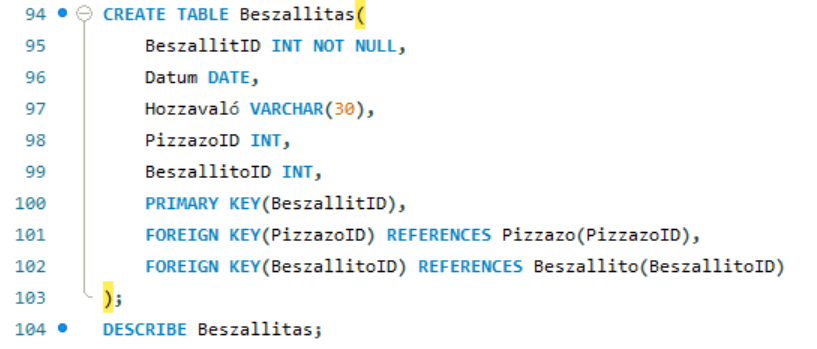 94 CREATE TABLE Beszallitas(
95 BeszallitID INT NOT NULL,
96 Datum DATE,
97 Hozzavaló VARCHAR(30),
98 PizzazoID INT,
99 BeszallitoID INT,
100 PRIMARY KEY(BeszallitID),
101 FOREIGN KEY(PizzazoID) REFERENCES Pizzazo(PizzazoID),
102 FOREIGN KEY(BeszallitoID) REFERENCES Beszallito(BeszallitoID)
103 );
104 DESCRIBE Beszallitas;